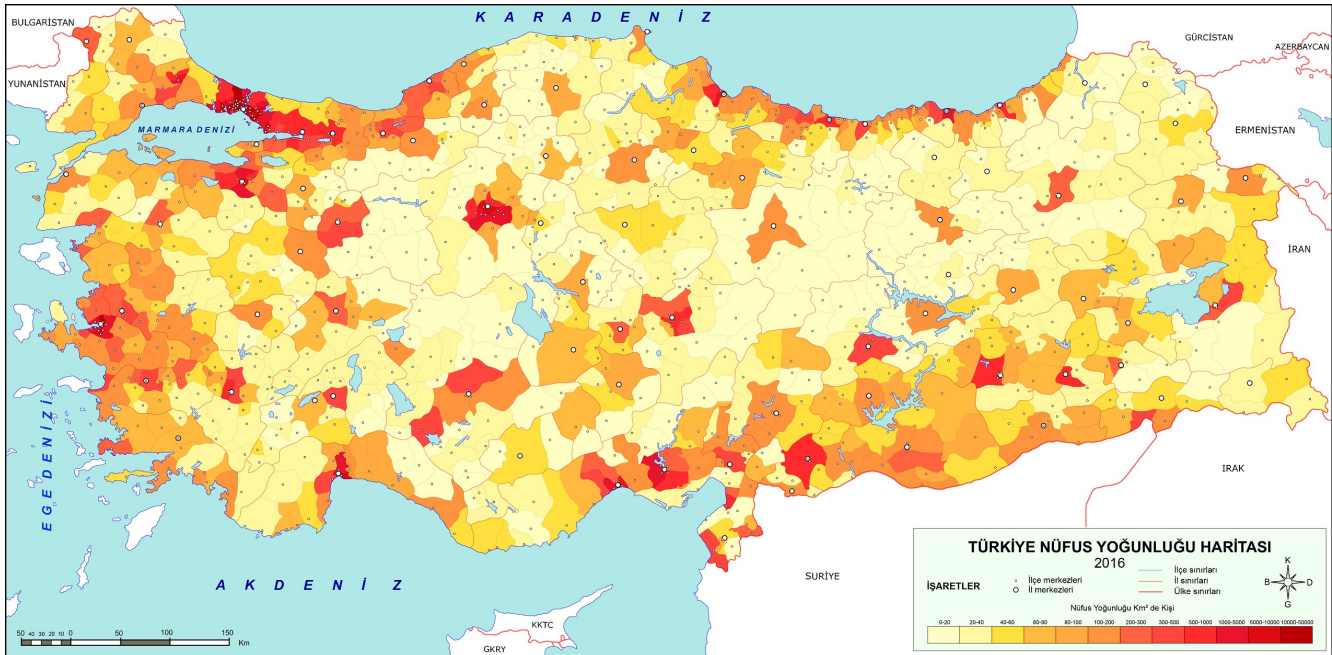 K A R A D E N İ Z
BULGARİSTAN
GÜRCİSTAN
AZERBAYCAN
YUNANİSTAN
MARMARA DENİZİ
ERMENİSTAN
İRAN
EGE DENİZİ
IRAK
SURİYE
A K D E N İ Z
KKTC
GKRY
50 40 30 20 10 0 50 100 150
Km
TÜRKİYE NÜFUS YOĞUNLUĞU HARİTASI
2016
İŞARETLER
İlçe merkezleri
İl merkezleri
İlçe sınırları
İl sınırları
Ülke sınırları
K
B D
G
Nüfus Yoğunluğu Km² de Kişi
0-20 20-40 40-60 60-80 80-100 100-200 200-300 300-500 500-1000 1000-5000 5000-10000 10000-50000